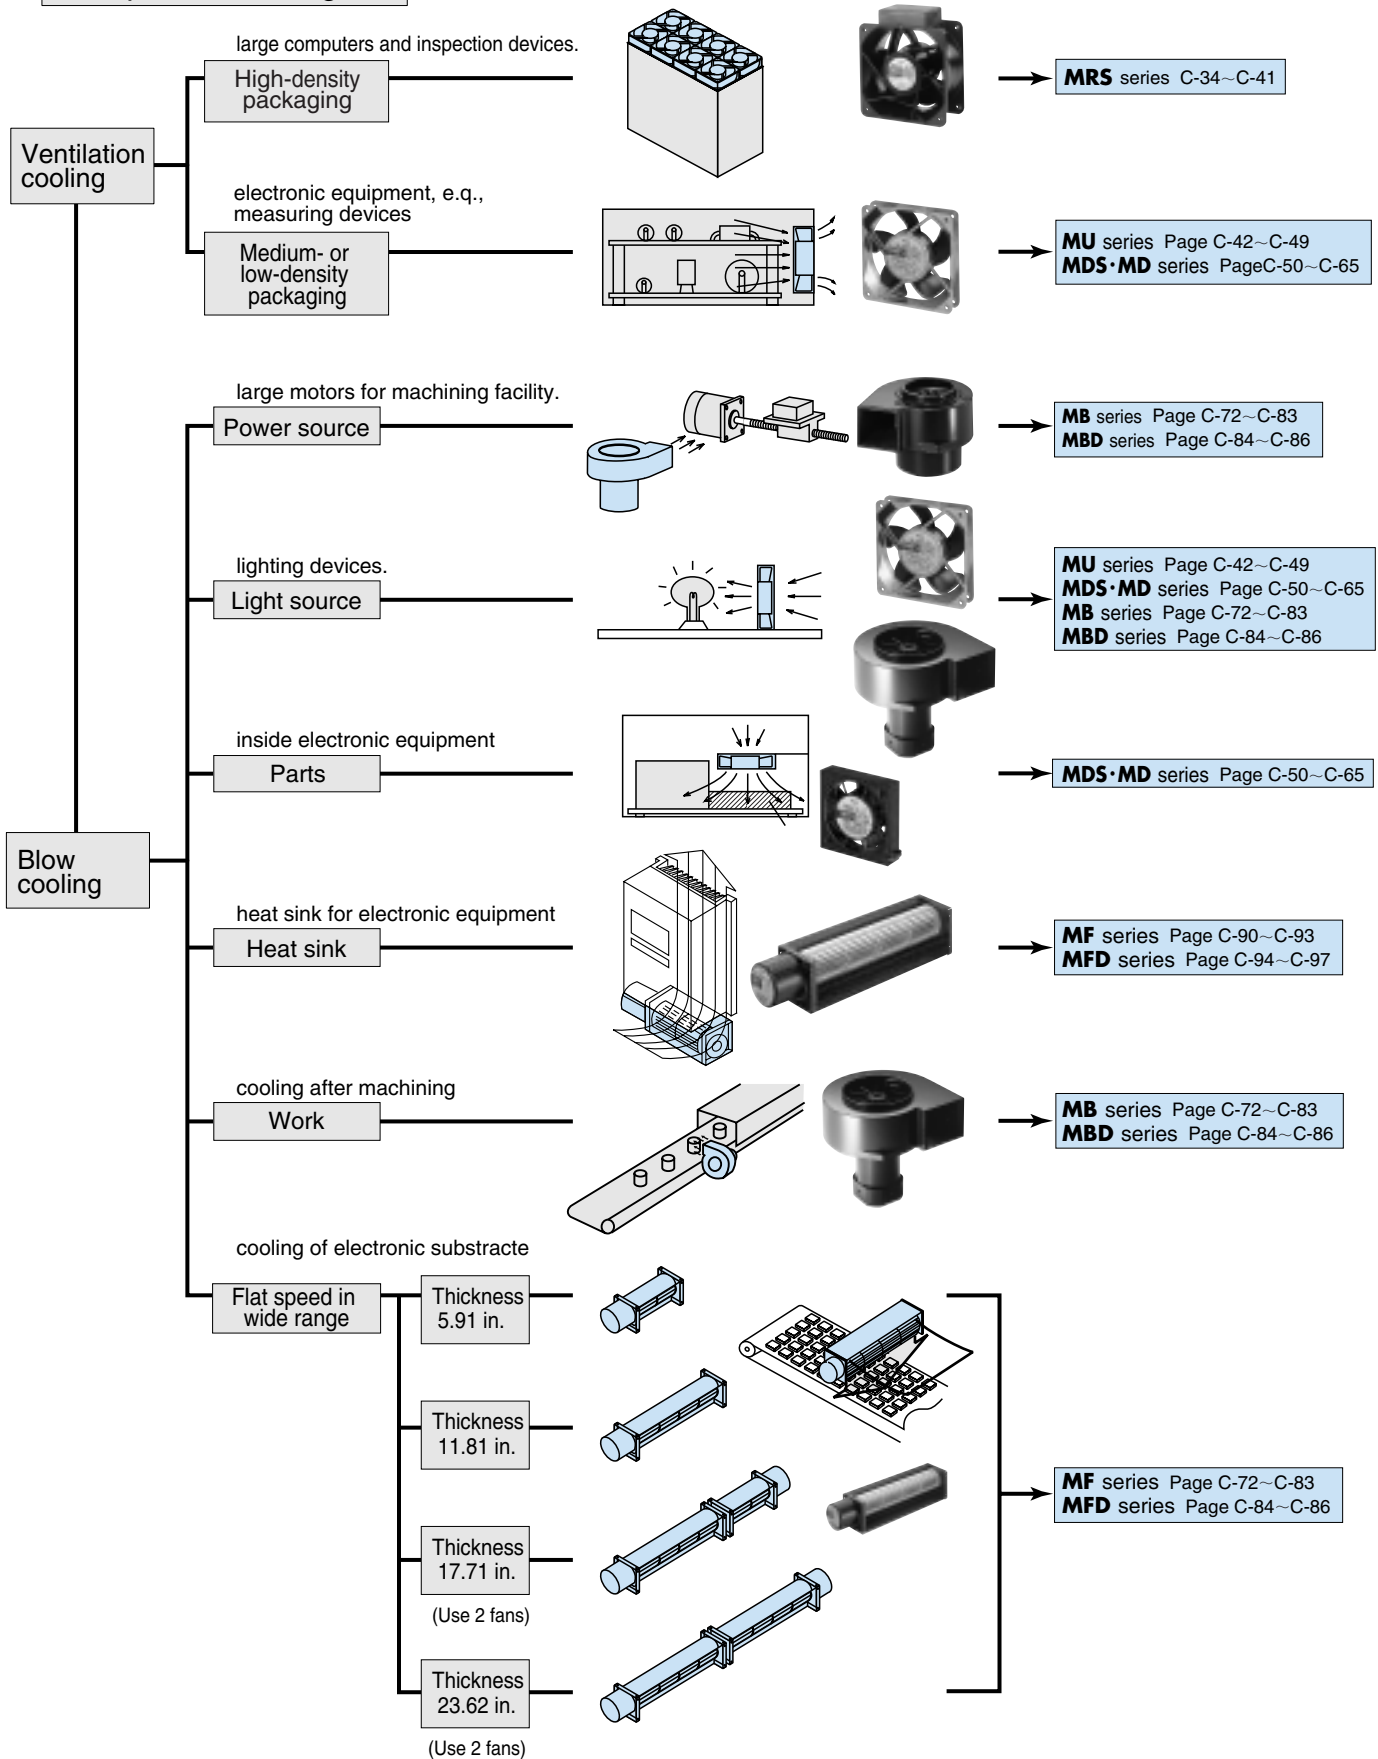 large computers and inspection devices.
High-density
packaging
MRS series C-34~C-41
Ventilation
cooling
electronic equipment, e.q.,
measuring devices
Medium- or
low-density
packaging
MU series Page C-42~C-49
MDS·MD series PageC-50~C-65
large motors for machining facility.
Power source
MB series Page C-72~C-83
MBD series Page C-84~C-86
lighting devices.
Light source
MU series Page C-42~C-49
MDS·MD series Page C-50~C-65
MB series Page C-72~C-83
MBD series Page C-84~C-86
inside electronic equipment
Parts
MDS·MD series Page C-50~C-65
Blow
cooling
heat sink for electronic equipment
Heat sink
MF series Page C-90~C-93
MFD series Page C-94~C-97
cooling after machining
Work
MB series Page C-72~C-83
MBD series Page C-84~C-86
cooling of electronic substracte
Flat speed in
wide range
Thickness
5.91 in.
Thickness
11.81 in.
Thickness
17.71 in.
(Use 2 fans)
Thickness
23.62 in.
(Use 2 fans)
MF series Page C-72~C-83
MFD series Page C-84~C-86